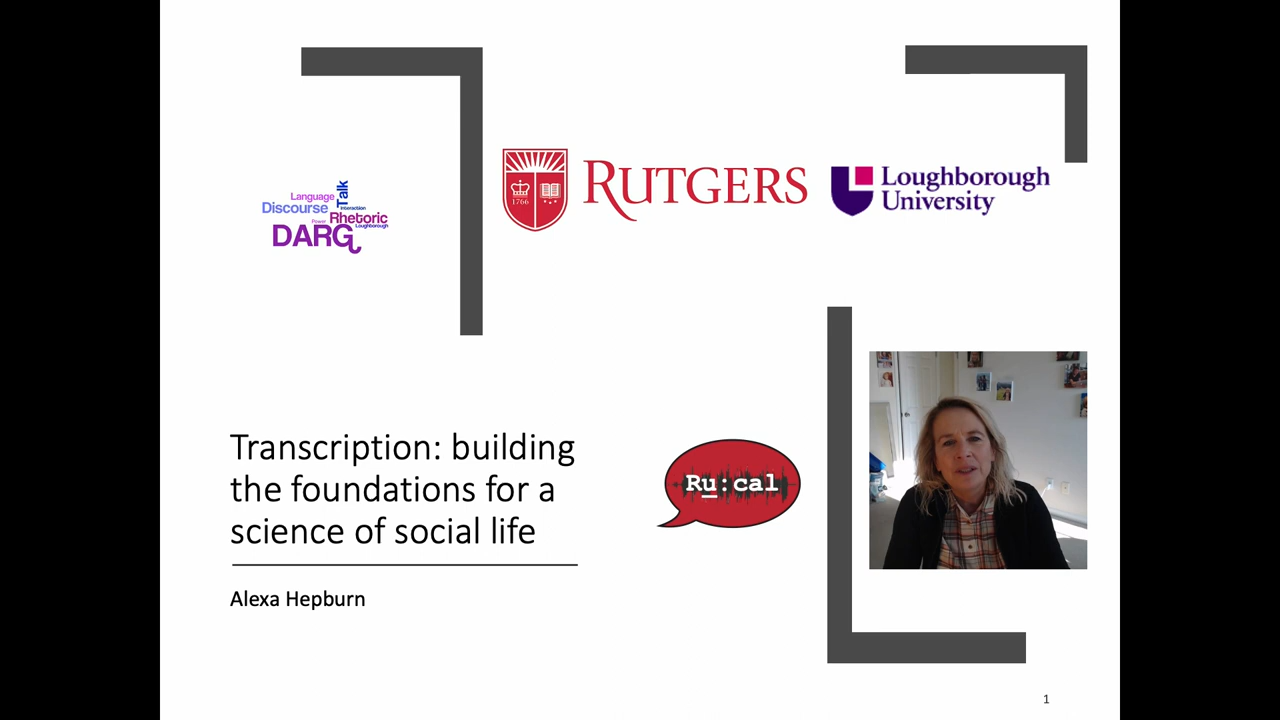 Language
Talk
Discourse
Interaction
Power
Rhetoric
Loughborough
DARG
1766
RUTGERS
Loughborough
University
Transcription: building
the foundations for a
science of social life
Ru:cal
Alexa Hepburn
1